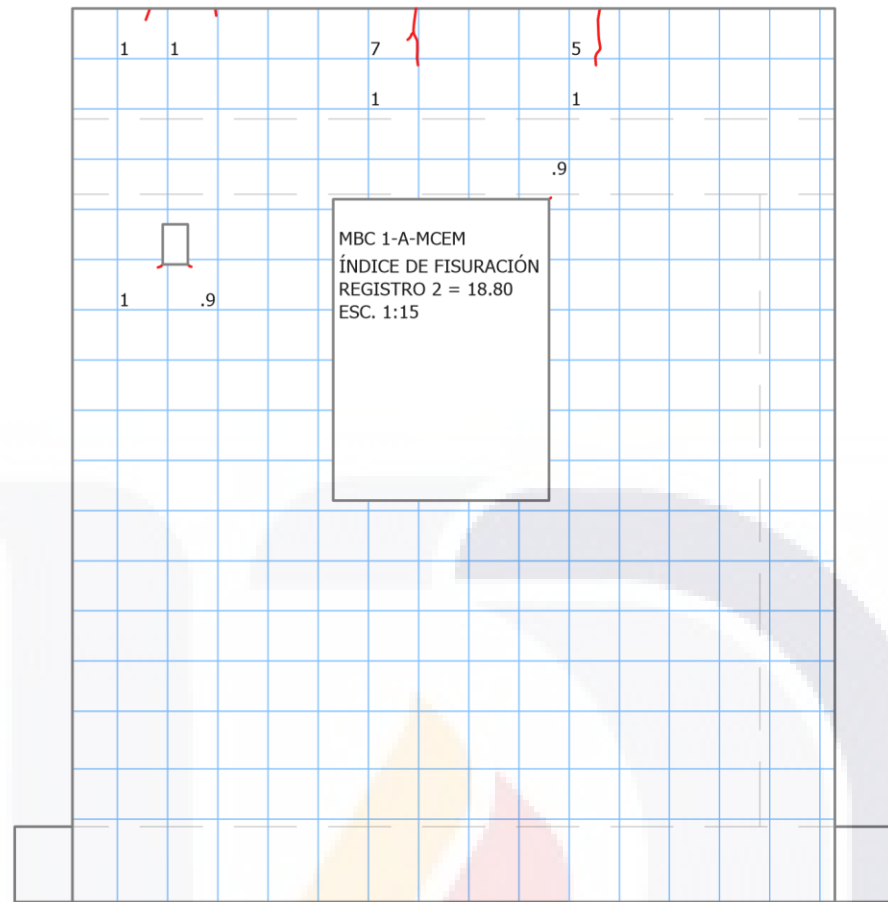 1 1 7 5
1 1
.9
MBC 1-A-MCEM
ÍNDICE DE FISURACIÓN
REGISTRO 2 = 18.80
ESC. 1:15
1 .9